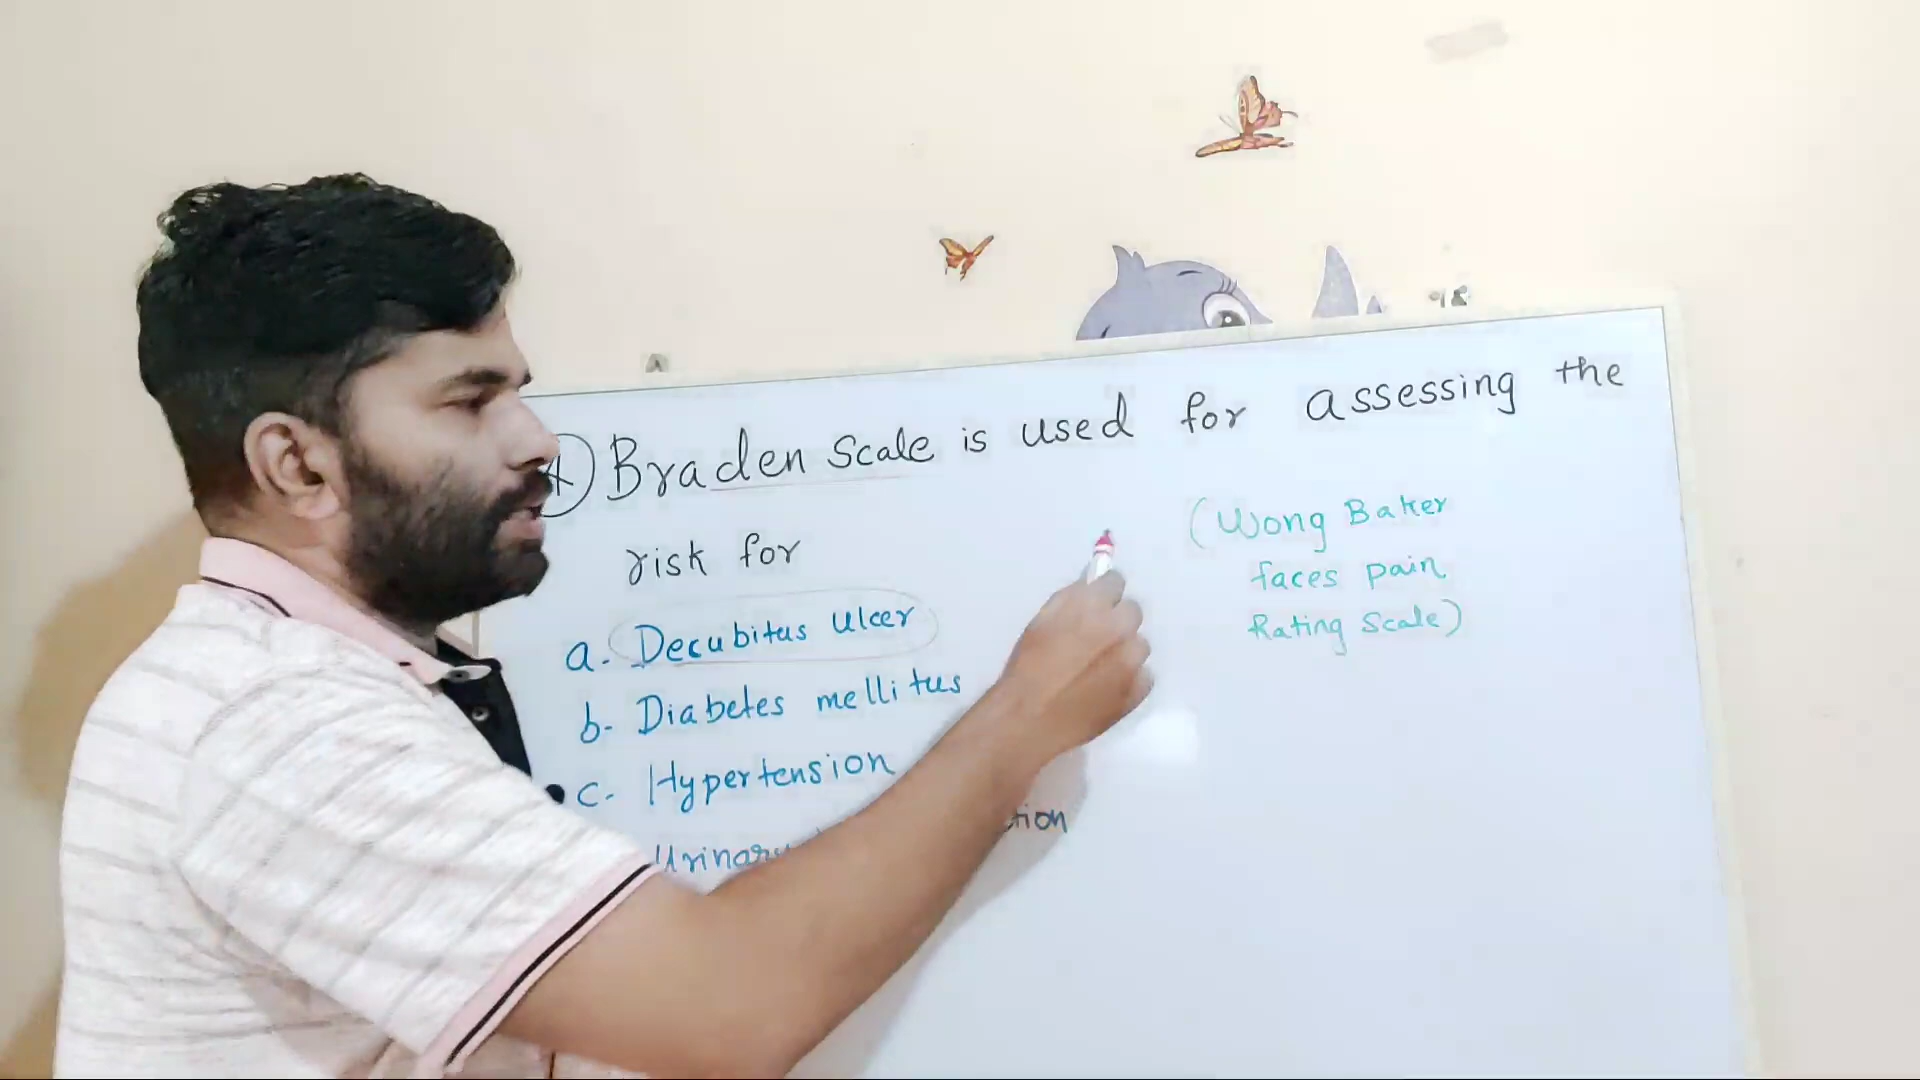 Braden Scale is used for assessing the
risk for
a. Decubitus ulcer
b. Diabetes mellitus
c. Hypertension
Urinary
(Wong Baker
faces pain
Rating Scale)